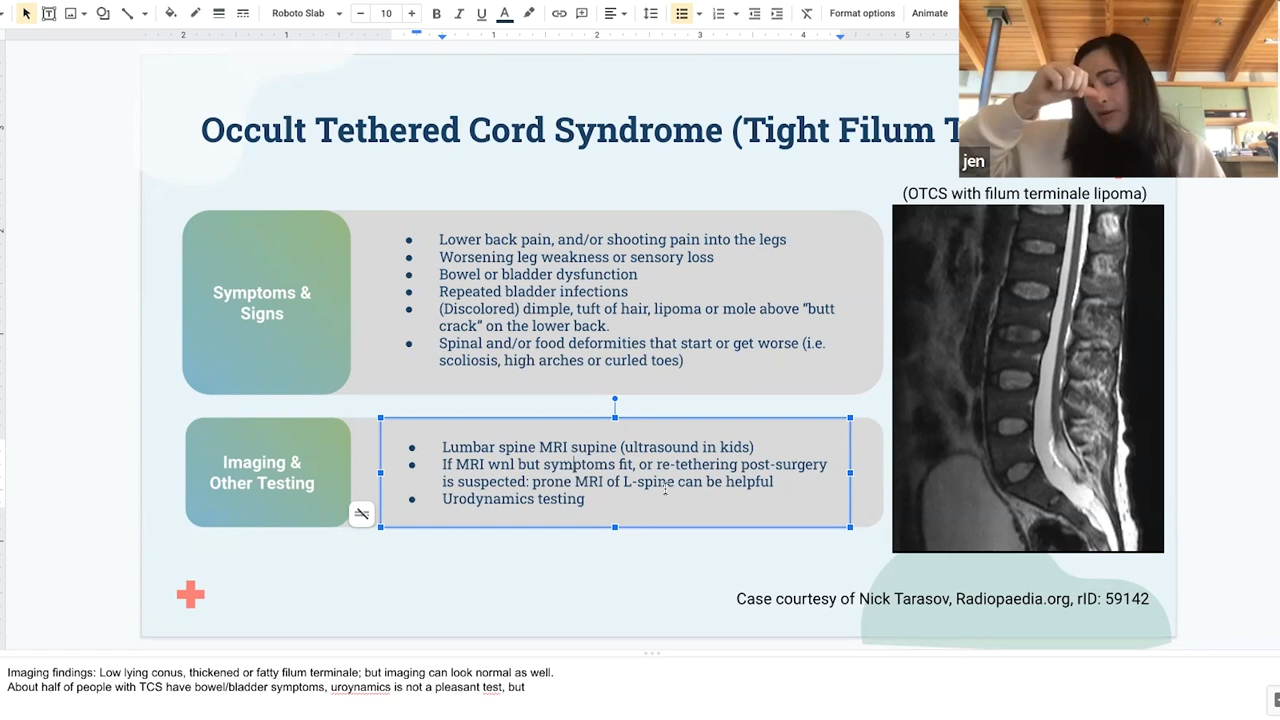 Roboto Slab
10
B I U A
Format options
Animate
2 1 1 2 3 4 5
Occult Tethered Cord Syndrome (Tight Filum T
jen
(OTCS with filum terminale lipoma)
Symptoms &
Signs
● Lower back pain, and/or shooting pain into the legs
● Worsening leg weakness or sensory loss
● Bowel or bladder dysfunction
● Repeated bladder infections
● (Discolored) dimple, tuft of hair, lipoma or mole above “butt
crack” on the lower back.
● Spinal and/or food deformities that start or get worse (i.e.
scoliosis, high arches or curled toes)
Imaging &
Other Testing
● Lumbar spine MRI supine (ultrasound in kids)
● If MRI wnl but symptoms fit, or re-tethering post-surgery
is suspected: prone MRI of L-spine can be helpful
● Urodynamics testing
Case courtesy of Nick Tarasov, Radiopaedia.org, rID: 59142
Imaging findings: Low lying conus, thickened or fatty filum terminale; but imaging can look normal as well.
About half of people with TCS have bowel/bladder symptoms, uroynamics is not a pleasant test, but